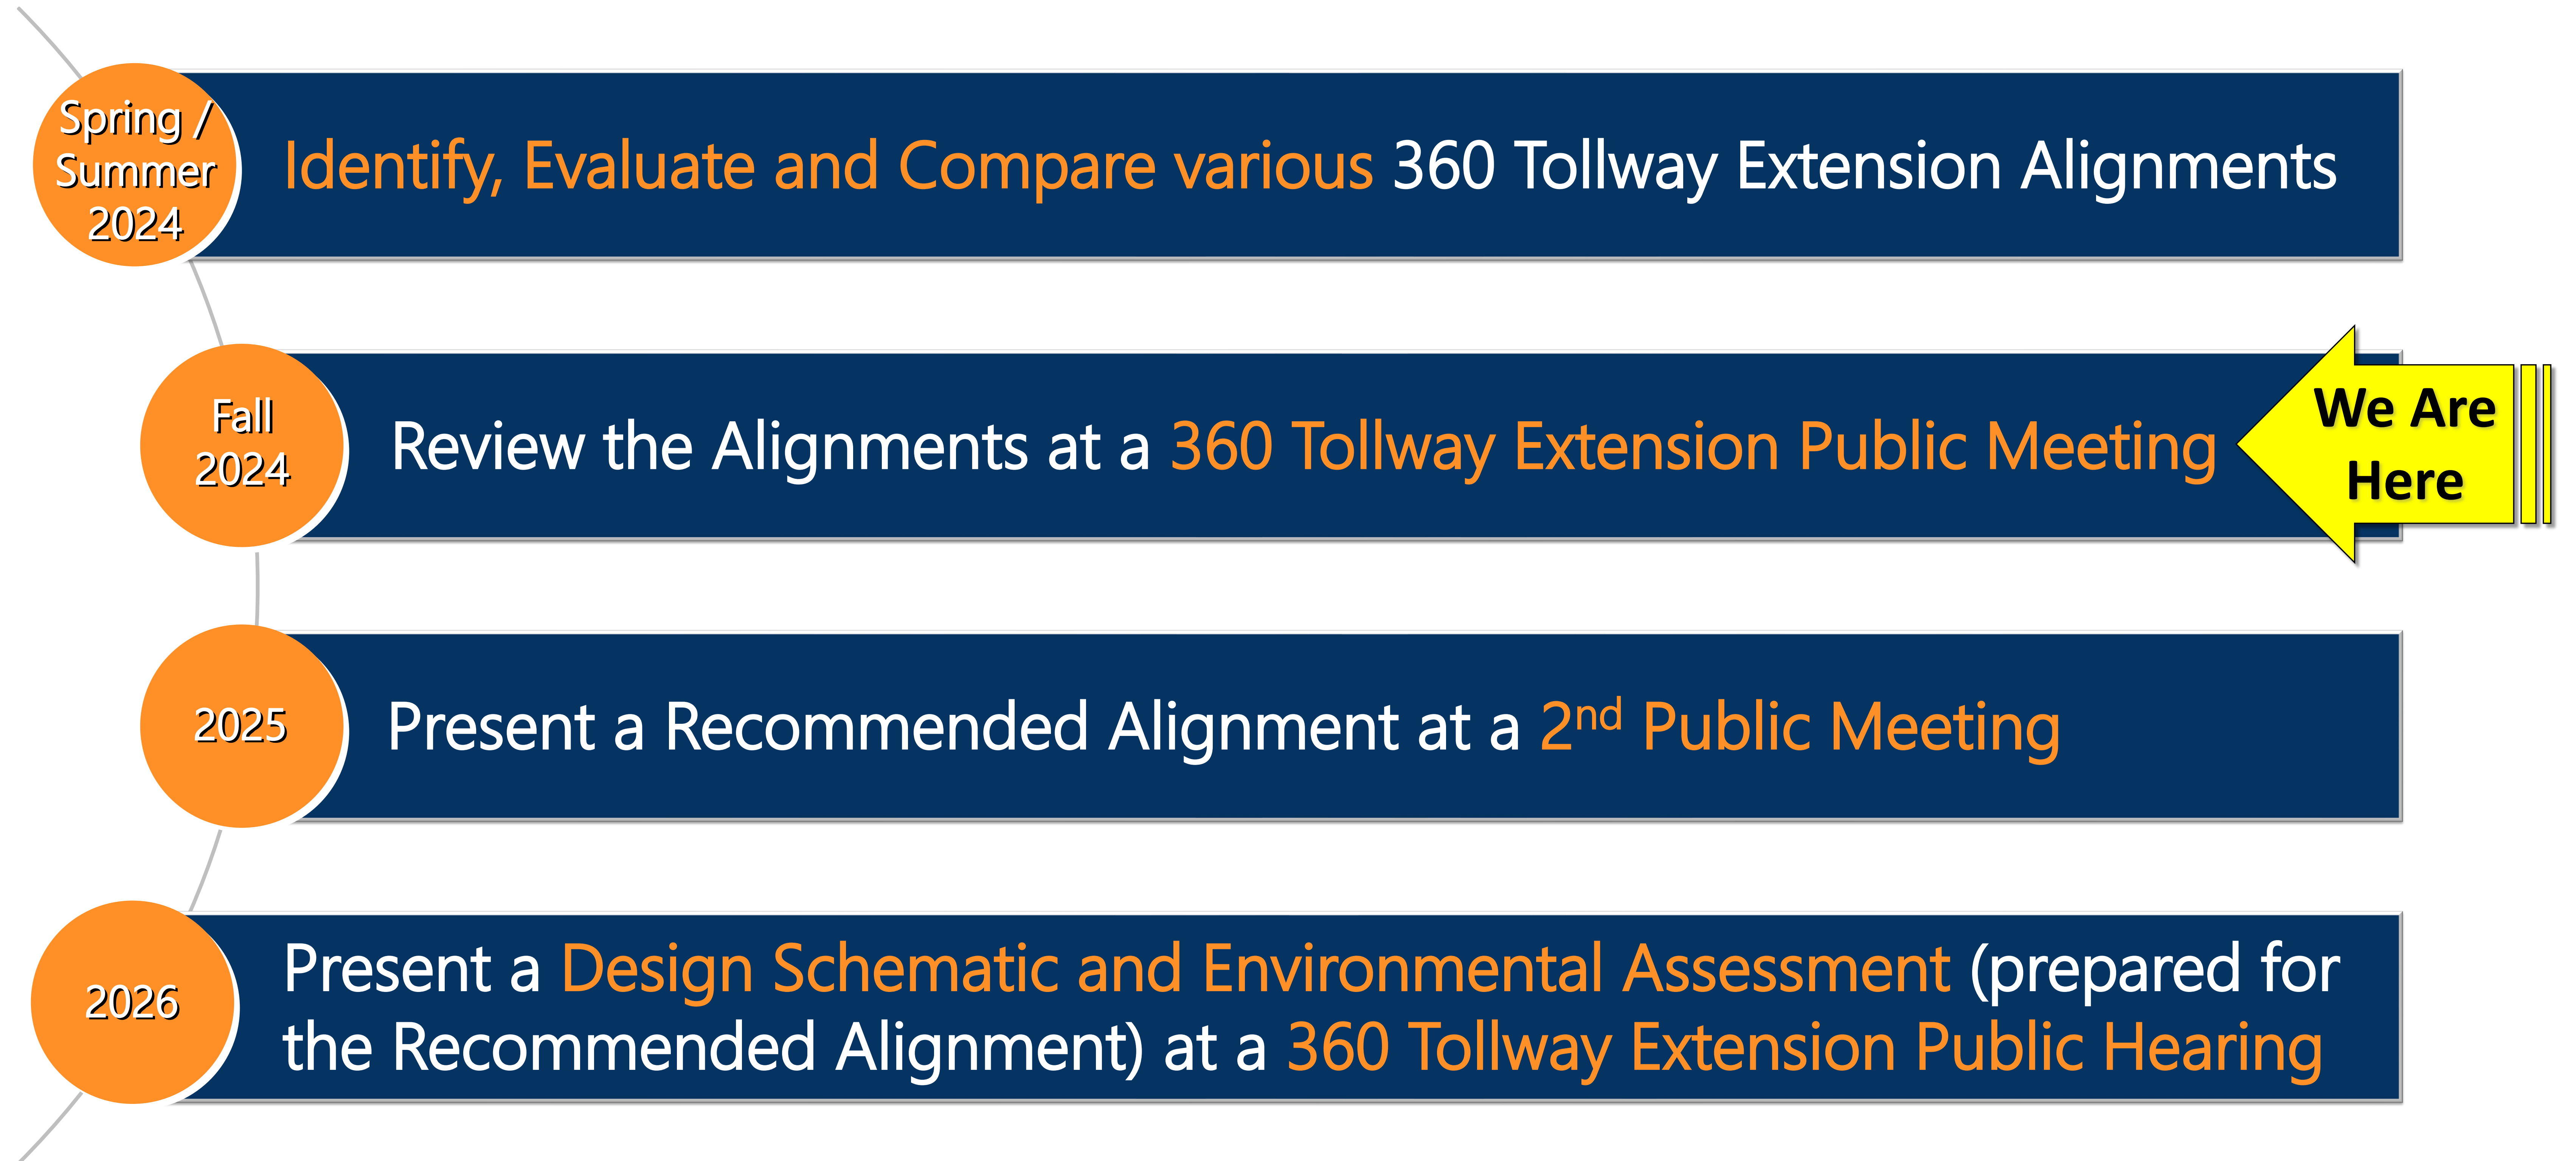 Spring /
Summer
2024
Identify, Evaluate and Compare various 360 Tollway Extension Alignments
Fall
2024
Review the Alignments at a 360 Tollway Extension Public Meeting
We Are
Here
2025
Present a Recommended Alignment at a 2nd Public Meeting
2026
Present a Design Schematic and Environmental Assessment (prepared for
the Recommended Alignment) at a 360 Tollway Extension Public Hearing